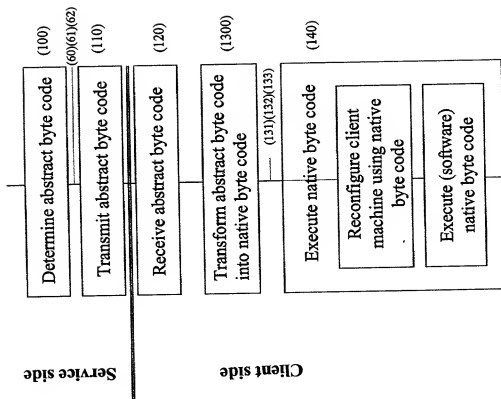 Service side
Determine abstract byte code
(100)
(60)(61)(62)
Transmit abstract byte code
(110)
Client side
Receive abstract byte code
(120)
Transform abstract byte code
into native byte code
(1300)
(131)(132)(133)
Execute native byte code
(140)
Reconfigure client
machine using native
byte code
Execute (software)
native byte code